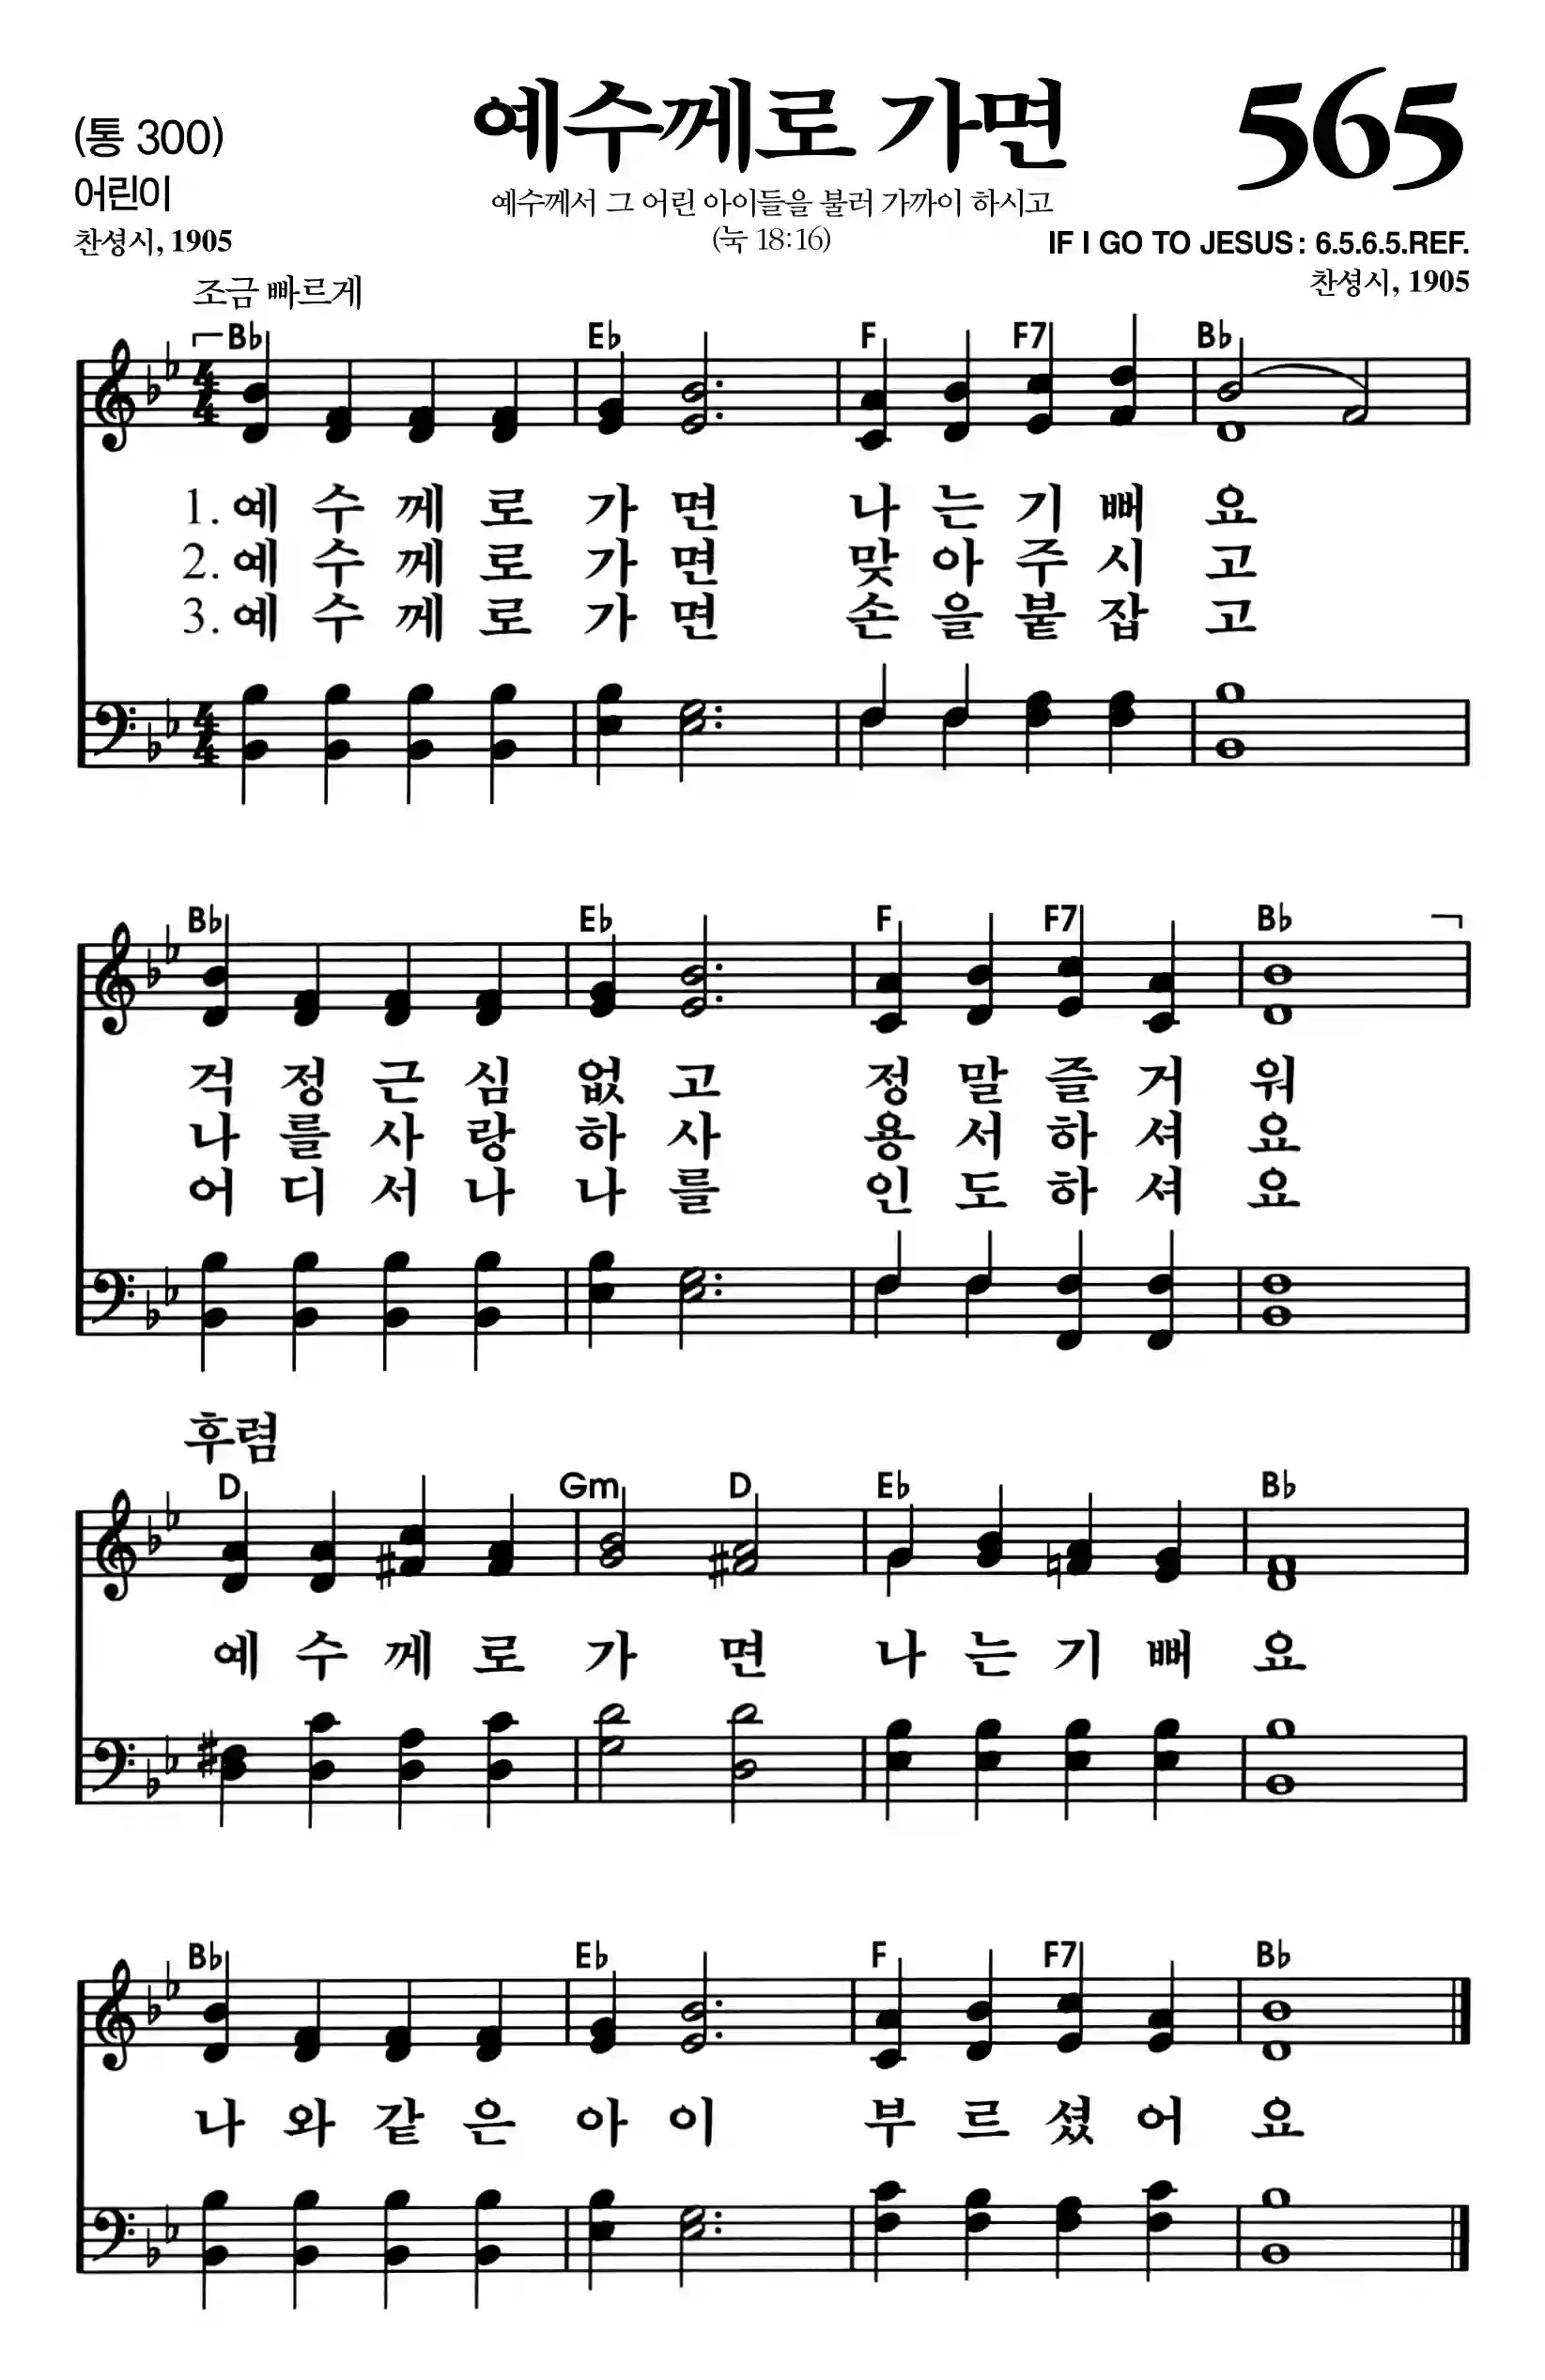 (통 300)
예수께로 가면
565
어린이
예수께서 그 어린 아이들을 불러 가까이 하시고
찬셩시, 1905
(눅 18:16)
IF I GO TO JESUS: 6.5.6.5.REF.
찬셩시, 1905
조금 빠르게
B♭ E♭ F F7 B♭
1. 예 수 께 로 가 면 나 는 기 뻐 요
2. 예 수 께 로 가 면 맞 아 주 시 고
3. 예 수 께 로 가 면 손 을 붙 잡 고
B♭ E♭ F F7 B♭
걱 정 근 심 없 고 정 말 즐 거 워
나 를 사 랑 하 사 용 서 하 셔 요
어 디 서 나 나 를 인 도 하 셔 요
후렴
D Gm D E♭ B♭
예 수 께 로 가 면 나 는 기 뻐 요
B♭ E♭ F F7 B♭
나 와 같 은 아 이 부 르 셨 어 요